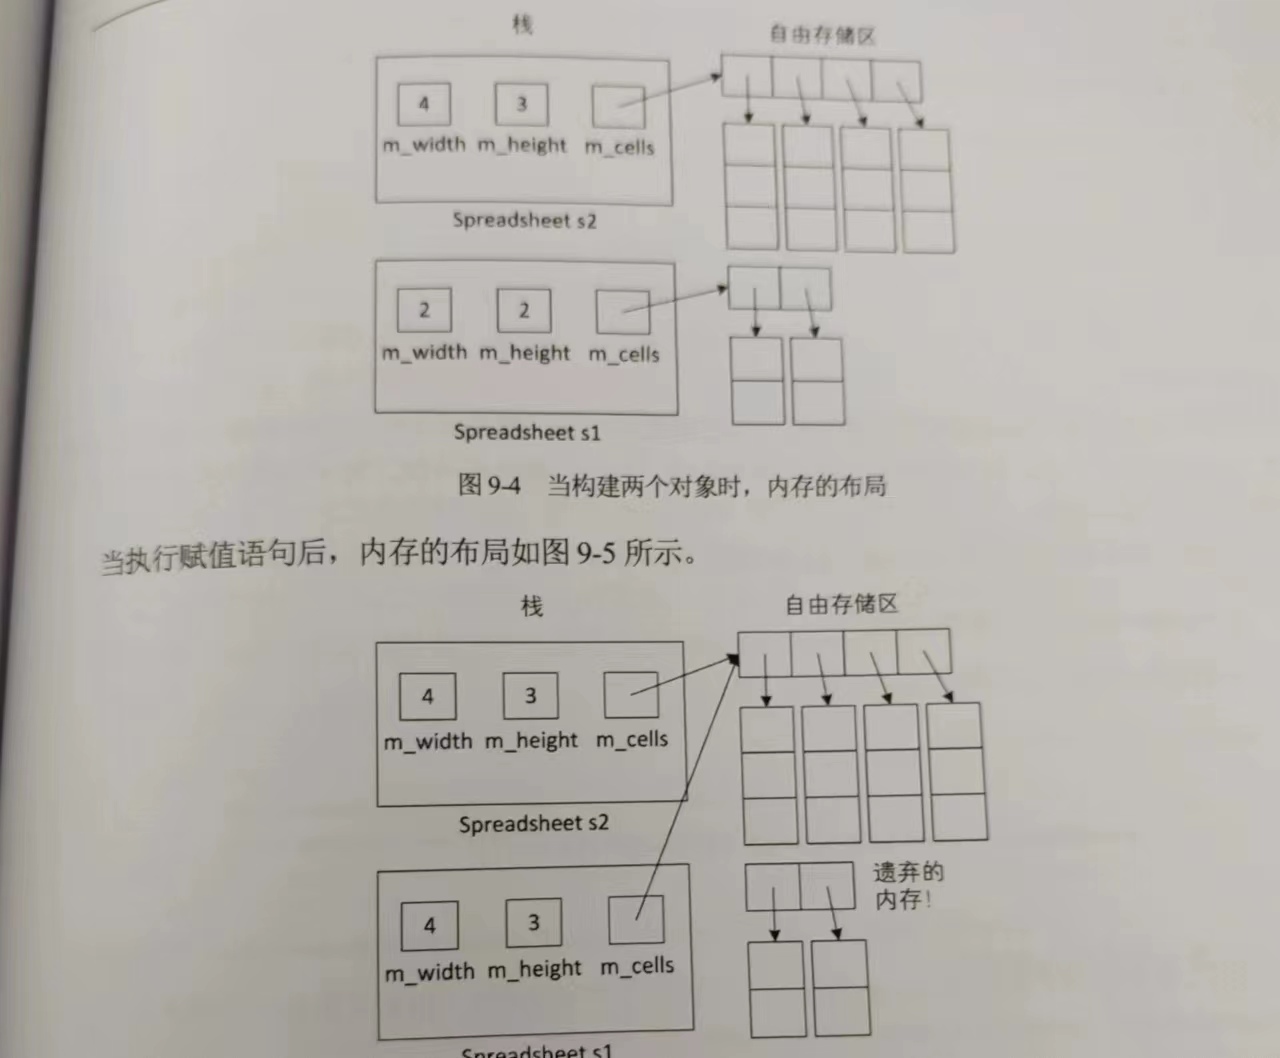 栈
自由存储区
4
3
m_width m_height m_cells
Spreadsheet s2
2
2
m_width m_height m_cells
Spreadsheet s1
图 9-4 当构建两个对象时，内存的布局
当执行赋值语句后，内存的布局如图 9-5 所示。
栈
自由存储区
4
3
m_width m_height m_cells
Spreadsheet s2
遗弃的
内存！
4
3
m_width m_height m_cells
Spreadsheet s1